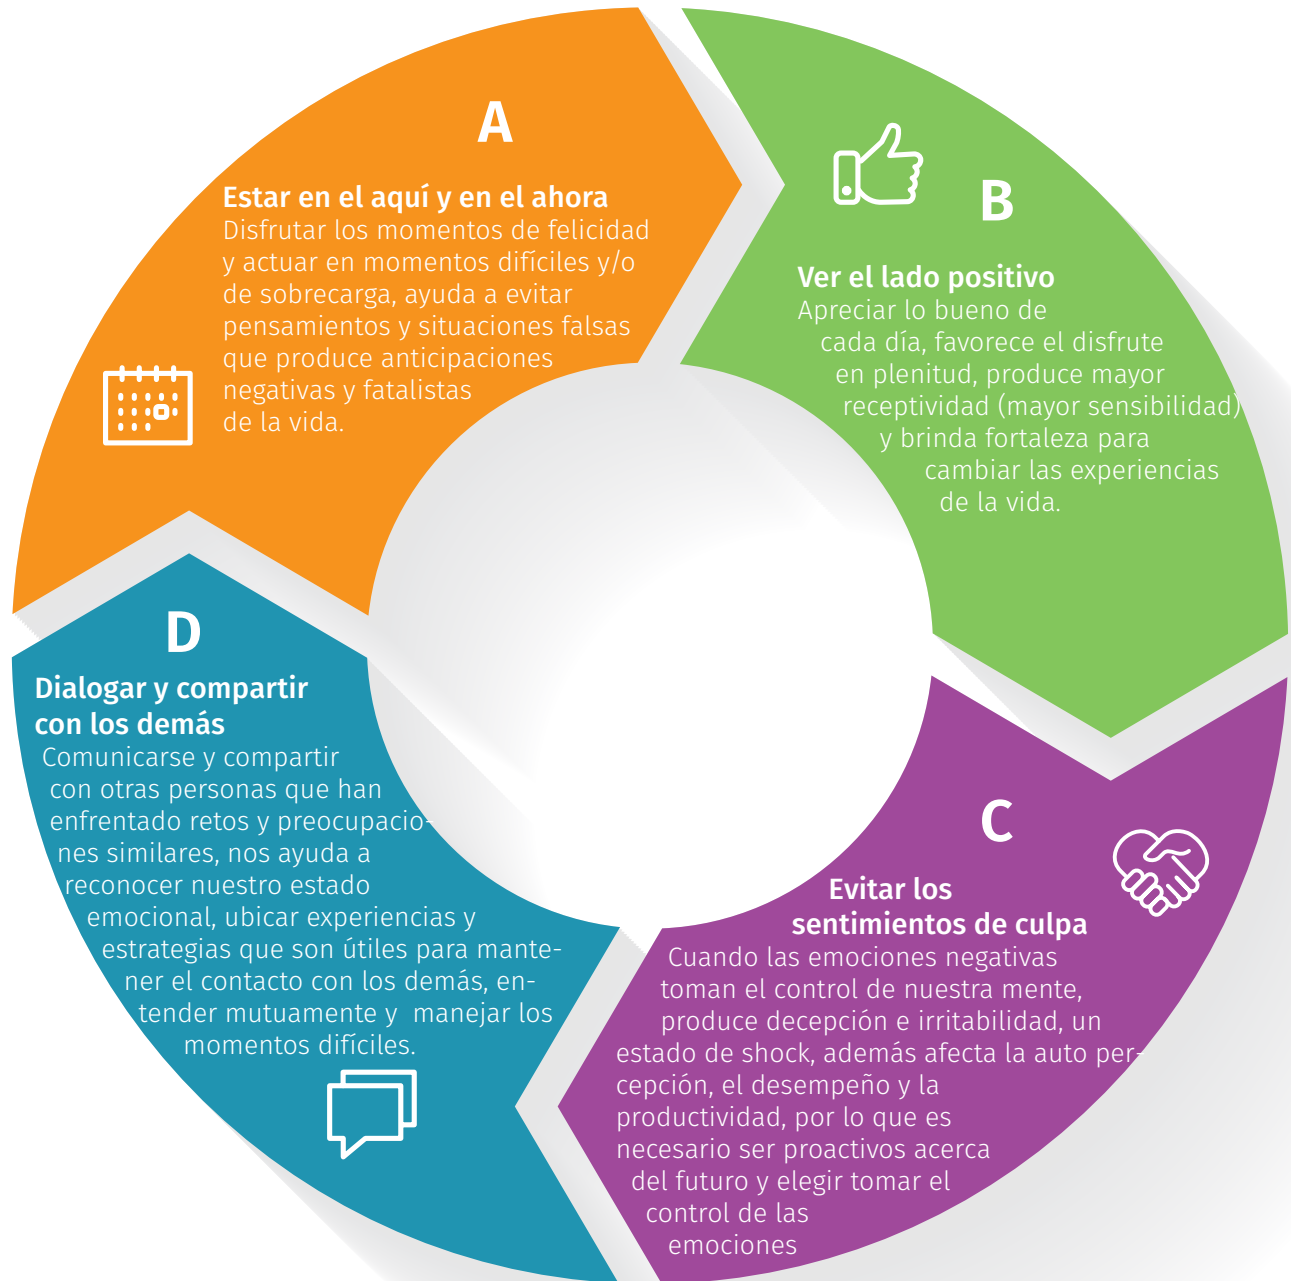 A
Estar en el aquí y en el ahora
Disfrutar los momentos de felicidad
y actuar en momentos difíciles y/o
de sobrecarga, ayuda a evitar
pensamientos y situaciones falsas
que produce anticipaciones
negativas y fatalistas
de la vida.
B
Ver el lado positivo
Apreciar lo bueno de
cada día, favorece el disfrute
en plenitud, produce mayor
receptividad (mayor sensibilidad)
y brinda fortaleza para
cambiar las experiencias
de la vida.
C
Evitar los
sentimientos de culpa
Cuando las emociones negativas
toman el control de nuestra mente,
produce decepción e irritabilidad, un
estado de shock, además afecta la auto per-
cepción, el desempeño y la
productividad, por lo que es
necesario ser proactivos acerca
del futuro y elegir tomar el
control de las
emociones
D
Dialogar y compartir
con los demás
Comunicarse y compartir
con otras personas que han
enfrentado retos y preocupacio-
nes similares, nos ayuda a
reconocer nuestro estado
emocional, ubicar experiencias y
estrategias que son útiles para mante-
ner el contacto con los demás, en-
tender mutuamente y  manejar los
momentos difíciles.